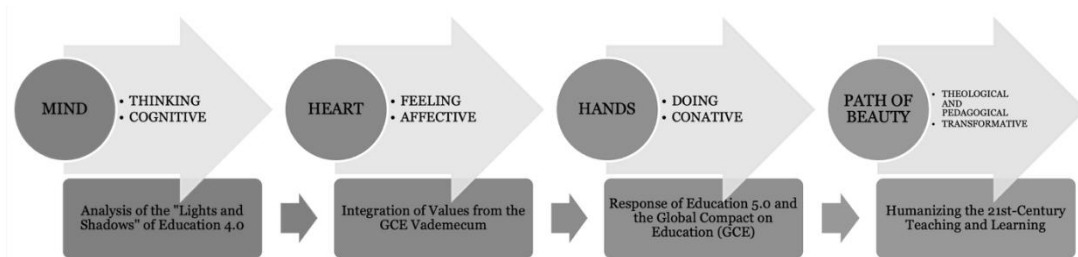 MIND
• THINKING
• COGNITIVE
Analysis of the "Lights and
Shadows" of Education 4.0
HEART
• FEELING
• AFFECTIVE
Integration of Values from the
GCE Vademecum
HANDS
• DOING
• CONATIVE
Response of Education 5.0 and
the Global Compact on
Education (GCE)
PATH OF
BEAUTY
• THEOLOGICAL
AND
PEDAGOGICAL
• TRANSFORMATIVE
Humanizing the 21st-Century
Teaching and Learning